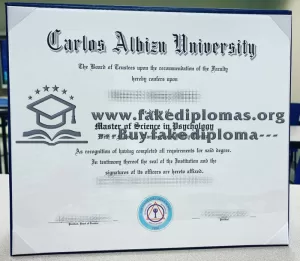 Carlos Albizu University
The Board of Trustees upon the recommendation of the Faculty
hereby confers upon
www.fakediplomas.org
Master of Science in Psychology
---Buy fake diploma---
As recognition of having completed all requirements for said degree.
In testimony thereof the seal of the Institution and the
signatures of its officers are hereto affixed.